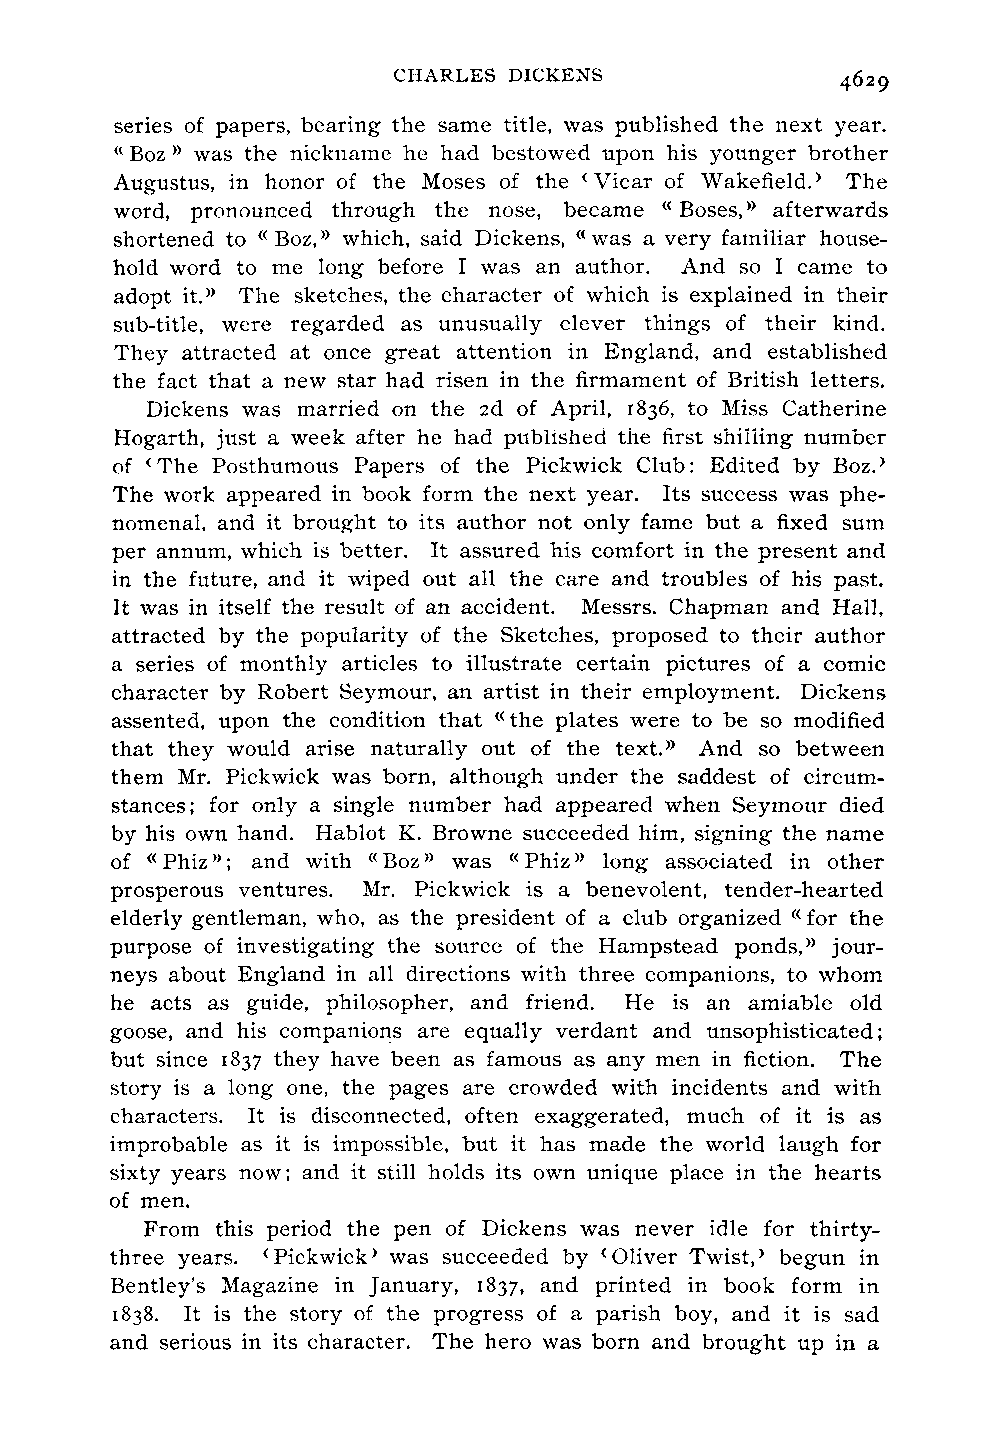 CHARLES DICKENS 4629
series of papers, bearing the same title, was published the next year.
“Boz” was the nickname he had bestowed upon his younger brother
Augustus, in honor of the Moses of the ‘Vicar of Wakefield.’ The
word, pronounced through the nose, became “Boses,” afterwards
shortened to “Boz,” which, said Dickens, “was a very familiar house-
hold word to me long before I was an author. And so I came to
adopt it.” The sketches, the character of which is explained in their
sub-title, were regarded as unusually clever things of their kind.
They attracted at once great attention in England, and established
the fact that a new star had risen in the firmament of British letters.
Dickens was married on the 2d of April, 1836, to Miss Catherine
Hogarth, just a week after he had published the first shilling number
of ‘The Posthumous Papers of the Pickwick Club: Edited by Boz.’
The work appeared in book form the next year. Its success was phe-
nomenal, and it brought to its author not only fame but a fixed sum
per annum, which is better. It assured his comfort in the present and
in the future, and it wiped out all the care and troubles of his past.
It was in itself the result of an accident. Messrs. Chapman and Hall,
attracted by the popularity of the Sketches, proposed to their author
a series of monthly articles to illustrate certain pictures of a comic
character by Robert Seymour, an artist in their employment. Dickens
assented, upon the condition that “the plates were to be so modified
that they would arise naturally out of the text.” And so between
them Mr. Pickwick was born, although under the saddest of circum-
stances; for only a single number had appeared when Seymour died
by his own hand. Hablot K. Browne succeeded him, signing the name
of “Phiz”; and with “Boz” was “Phiz” long associated in other
prosperous ventures. Mr. Pickwick is a benevolent, tender-hearted
elderly gentleman, who, as the president of a club organized “for the
purpose of investigating the source of the Hampstead ponds,” jour-
neys about England in all directions with three companions, to whom
he acts as guide, philosopher, and friend. He is an amiable old
goose, and his companions are equally verdant and unsophisticated;
but since 1837 they have been as famous as any men in fiction. The
story is a long one, the pages are crowded with incidents and with
characters. It is disconnected, often exaggerated, much of it is as
improbable as it is impossible, but it has made the world laugh for
sixty years now; and it still holds its own unique place in the hearts
of men.
From this period the pen of Dickens was never idle for thirty-
three years. ‘Pickwick’ was succeeded by ‘Oliver Twist,’ begun in
Bentley's Magazine in January, 1837, and printed in book form in
1838. It is the story of the progress of a parish boy, and it is sad
and serious in its character. The hero was born and brought up in a